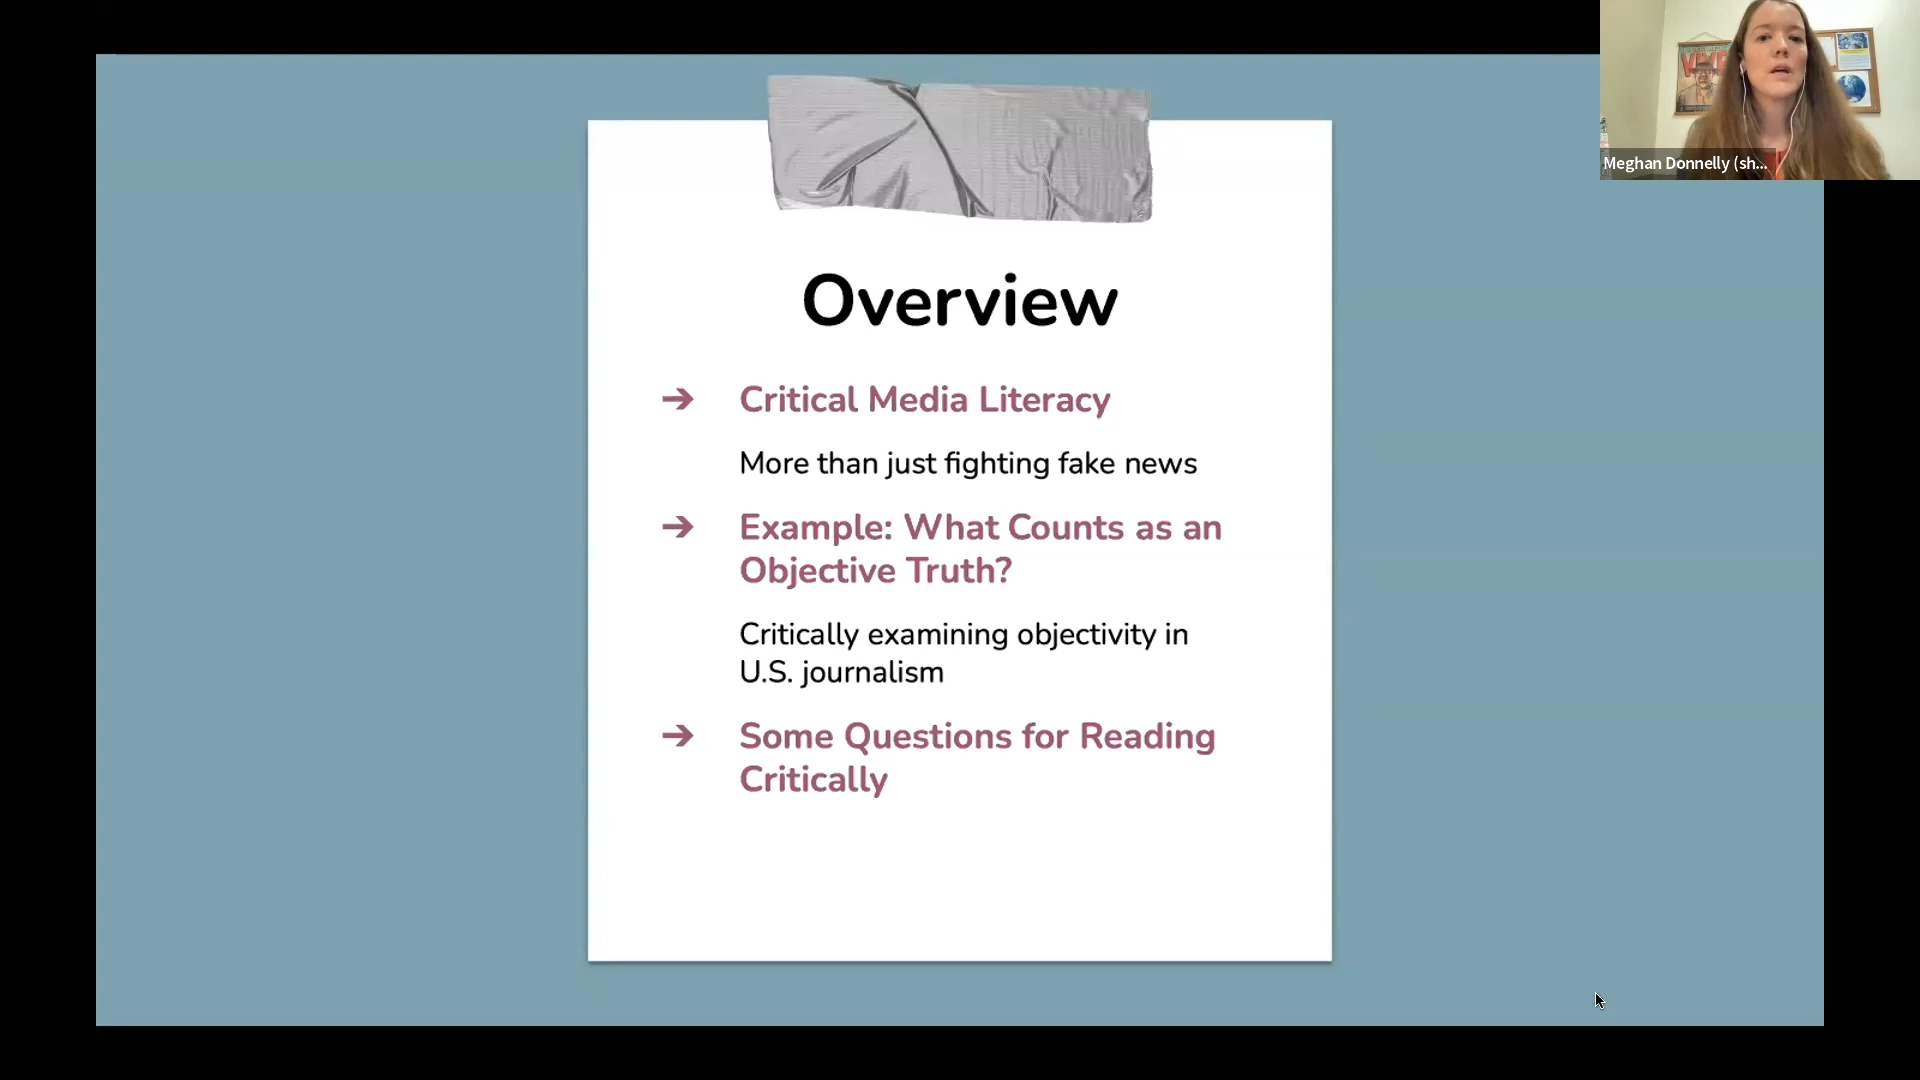 Overview
➔ Critical Media Literacy
More than just fighting fake news
➔ Example: What Counts as an
Objective Truth?
Critically examining objectivity in
U.S. journalism
➔ Some Questions for Reading
Critically
Meghan Donnelly (sh...